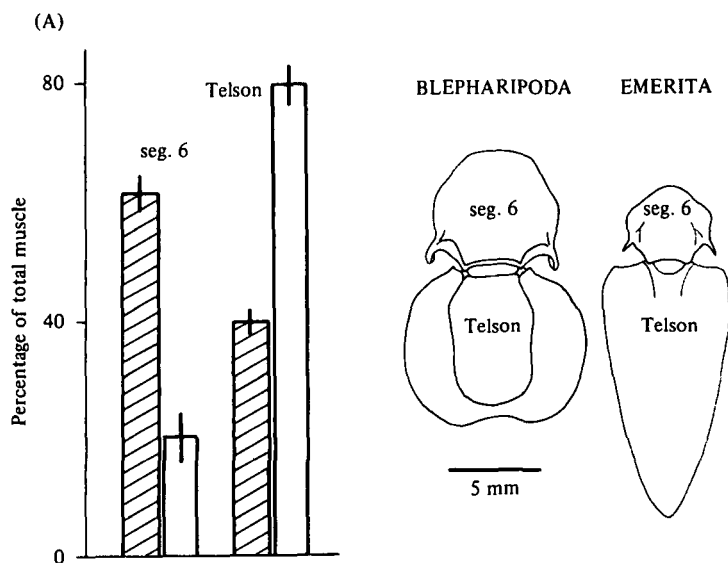 (A)
80
Telson
seg. 6
40
0
Percentage of total muscle
BLEPHARIPODA
EMERITA
seg. 6
seg. 6
Telson
Telson
5 mm